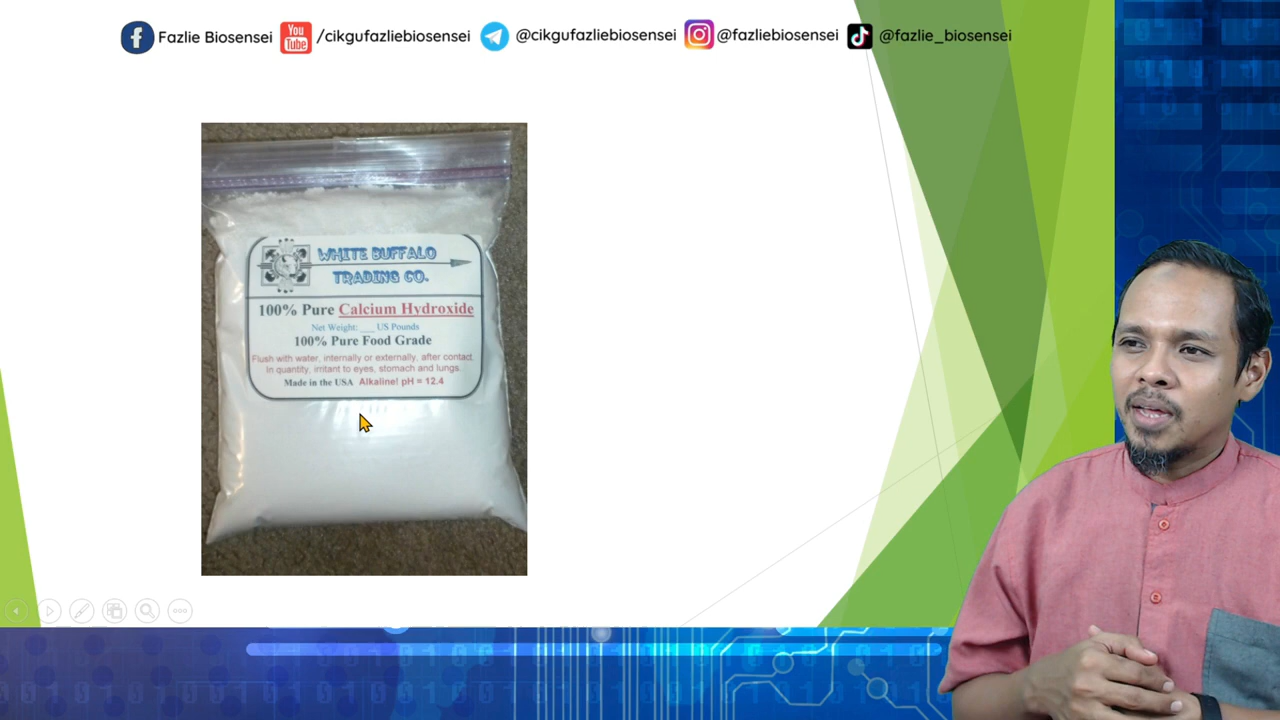 Fazlie Biosensei
You Tube
/cikgufazliebiosensei
@cikgufazliebiosensei
@fazliebiosensei
@fazlie_biosensei
WHITE BUFFALO
TRADING CO.
100% Pure Calcium Hydroxide
Net Weight: ___ US Pounds
100% Pure Food Grade
Flush with water, internally or externally, after contact.
In quantity, irritant to eyes, stomach and lungs.
Made in the USA Alkaline! pH = 12.4